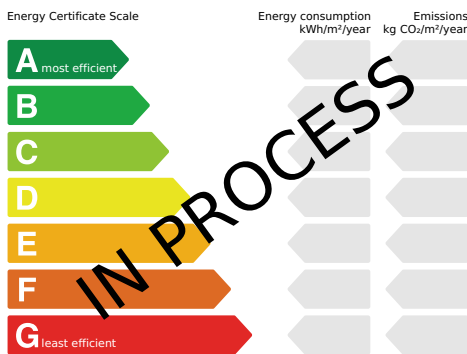 Energy Certificate Scale
Energy consumption
kWh/m²/year
Emissions
kg CO₂/m²/year
A most efficient
B
C
D
E
F
G least efficient
IN PROCESS